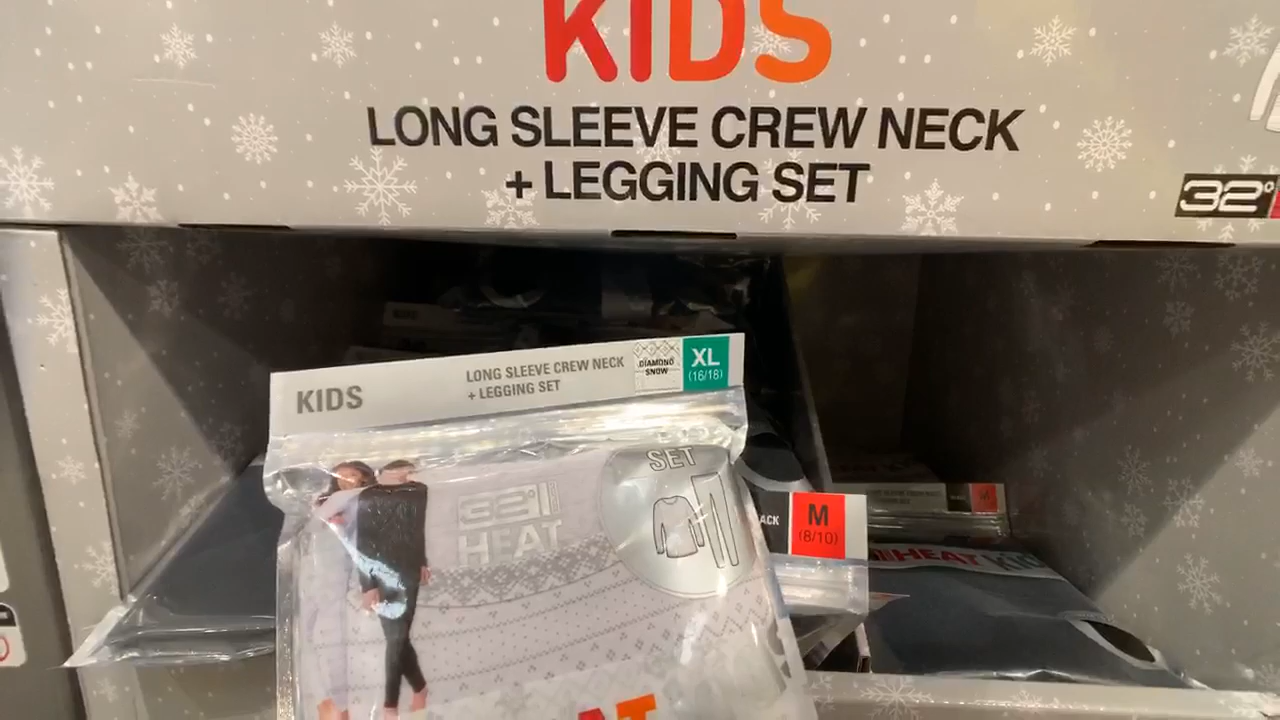 KIDS
LONG SLEEVE CREW NECK
+ LEGGING SET
32°
KIDS
LONG SLEEVE CREW NECK
+ LEGGING SET
DIAMOND
SNOW
XL
(16/18)
SET
32°
HEAT
M
(8/10)
M
HEAT